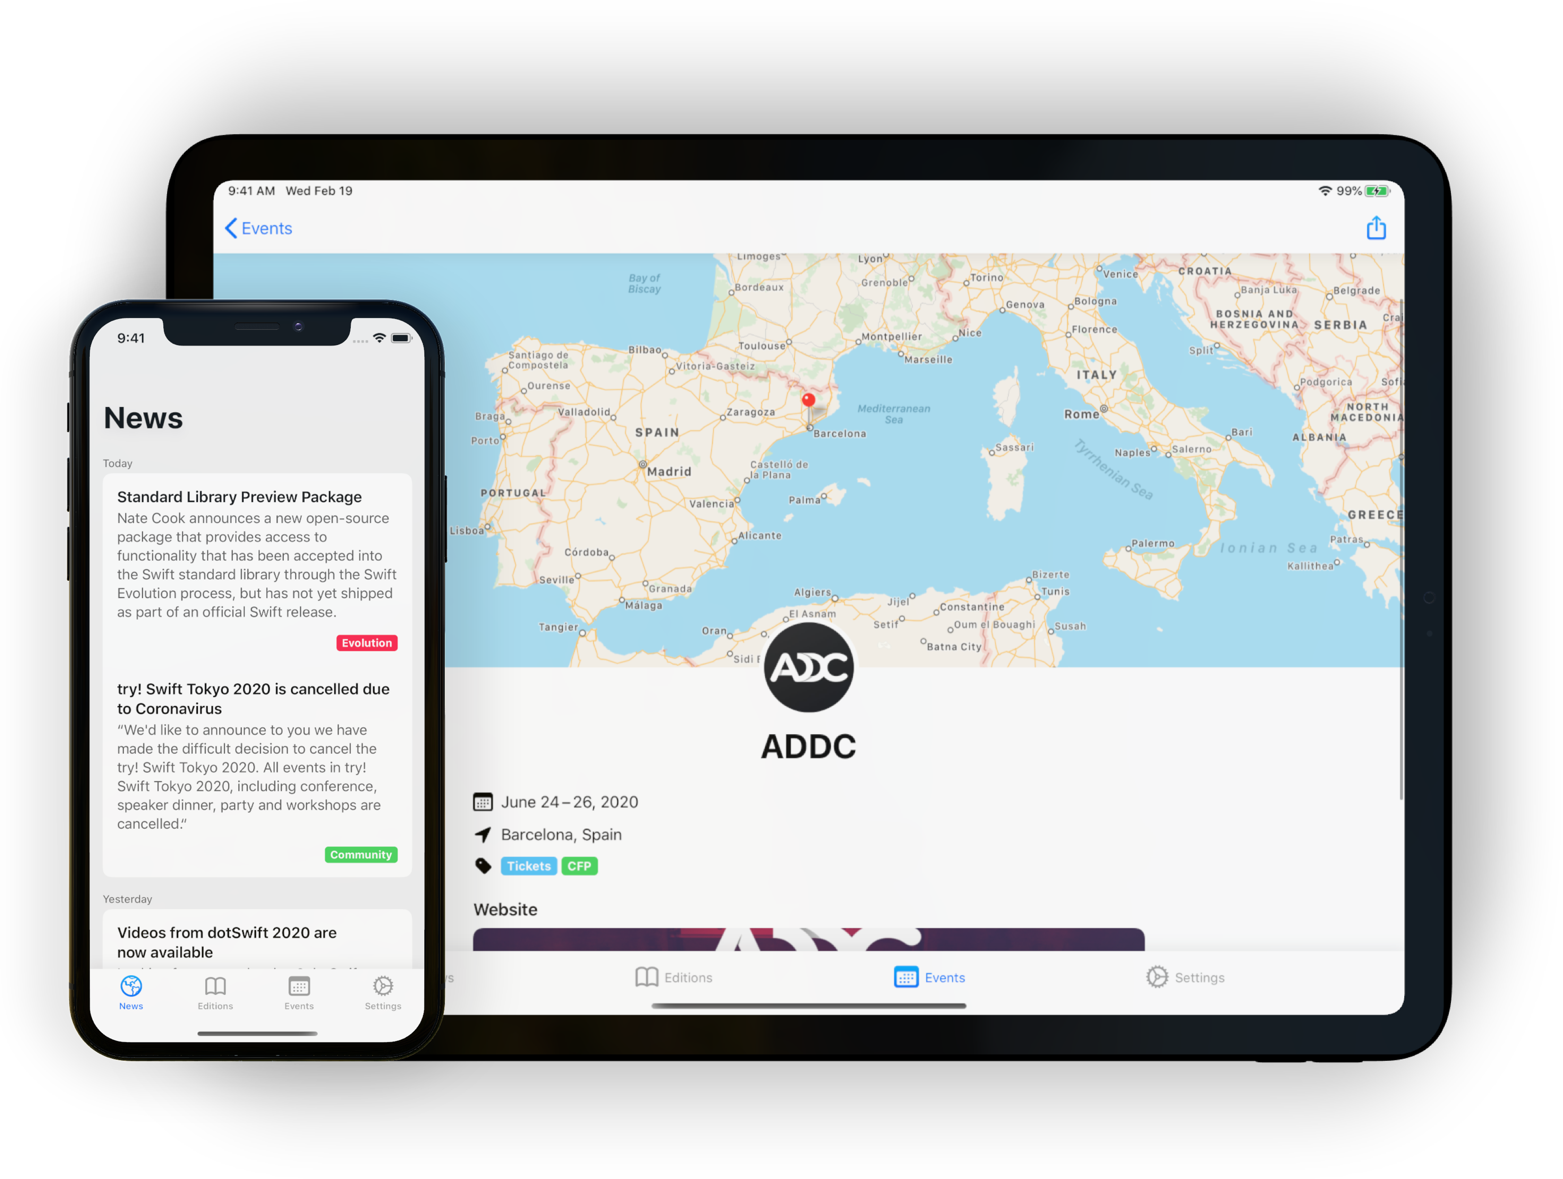 9:41 AM Wed Feb 19
99%
Events
Limoges
Lyon
Bay of
Biscay
Bordeaux
Grenoble
Torino
Venice
CROATIA
Banja Luka
Belgrade
Genova
Bologna
BOSNIA AND
HERZEGOVINA
SERBIA
Toulouse
Montpellier
Nice
Florence
Marseille
Split
Santiago de
Compostela
Bilbao
Vitoria-Gasteiz
ITALY
Podgorica
Ourense
Braga
Valladolid
Zaragoza
Mediterranean
Sea
Rome
NORTH
MACEDONIA
Porto
SPAIN
Barcelona
Bari
ALBANIA
Madrid
Castelló de
la Plana
Sassari
Naples
Salerno
Tyrrhenian Sea
PORTUGAL
Valencia
Palma
GREECE
Lisboa
Alicante
Córdoba
Palermo
Ionian Sea
Patras
Kallithea
Seville
Granada
Algiers
Bizerte
Málaga
Jijel
Constantine
Tunis
Tangier
Oran
El Asnam
Setif
Oum el Bouaghi
Susah
Sidi
Batna City
ADDC
ADDC
June 24–26, 2020
Barcelona, Spain
Tickets CFP
Website
ADDC
Editions
Events
Settings
9:41
News
Today
Standard Library Preview Package
Nate Cook announces a new open-source
package that provides access to
functionality that has been accepted into
the Swift standard library through the Swift
Evolution process, but has not yet shipped
as part of an official Swift release.
Evolution
try! Swift Tokyo 2020 is cancelled due
to Coronavirus
“We'd like to announce to you we have
made the difficult decision to cancel the
try! Swift Tokyo 2020. All events in try!
Swift Tokyo 2020, including conference,
speaker dinner, party and workshops are
cancelled.“
Community
Yesterday
Videos from dotSwift 2020 are
now available
News
Editions
Events
Settings